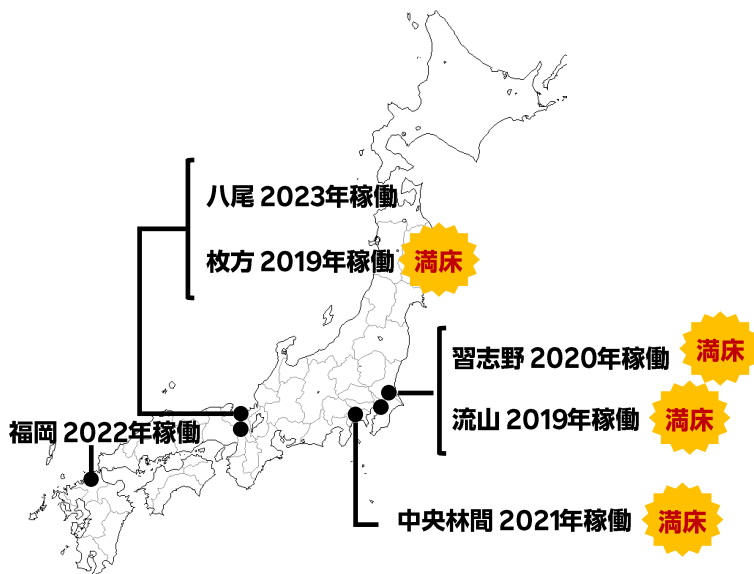 八尾 2023年稼働
枚方 2019年稼働 満床
習志野 2020年稼働 満床
流山 2019年稼働 満床
福岡 2022年稼働
中央林間 2021年稼働 満床